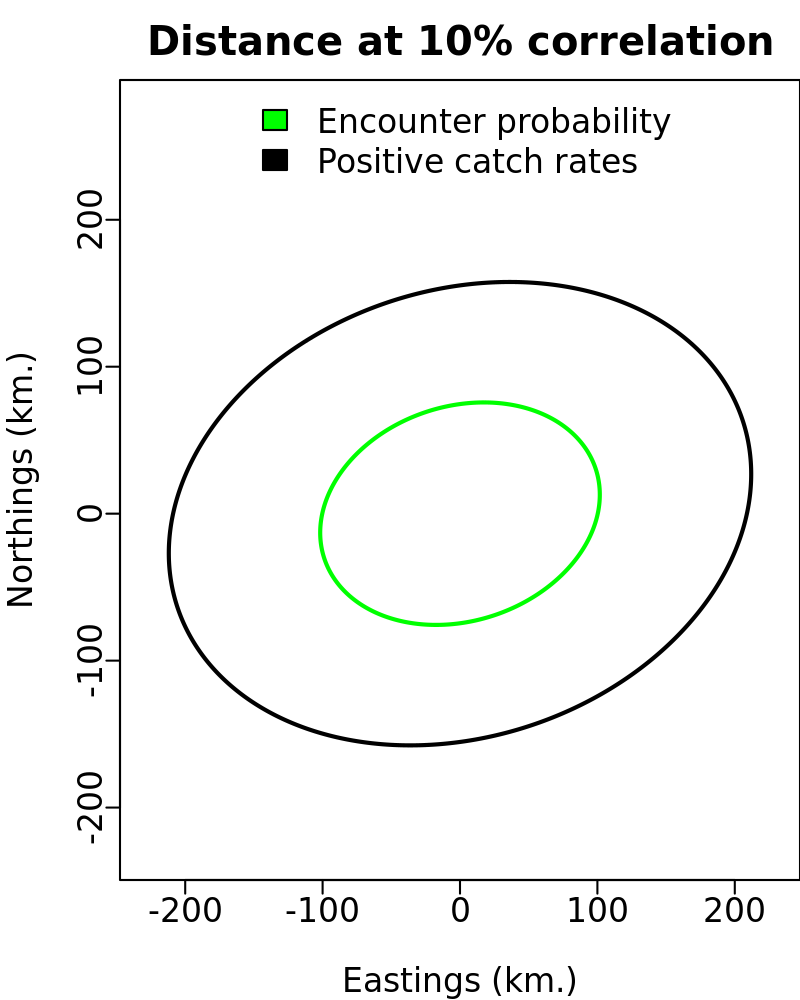 Distance at 10% correlation
Encounter probability
Positive catch rates
Northings (km.)
200
100
0
-100
-200
-200 -100 0 100 200
Eastings (km.)